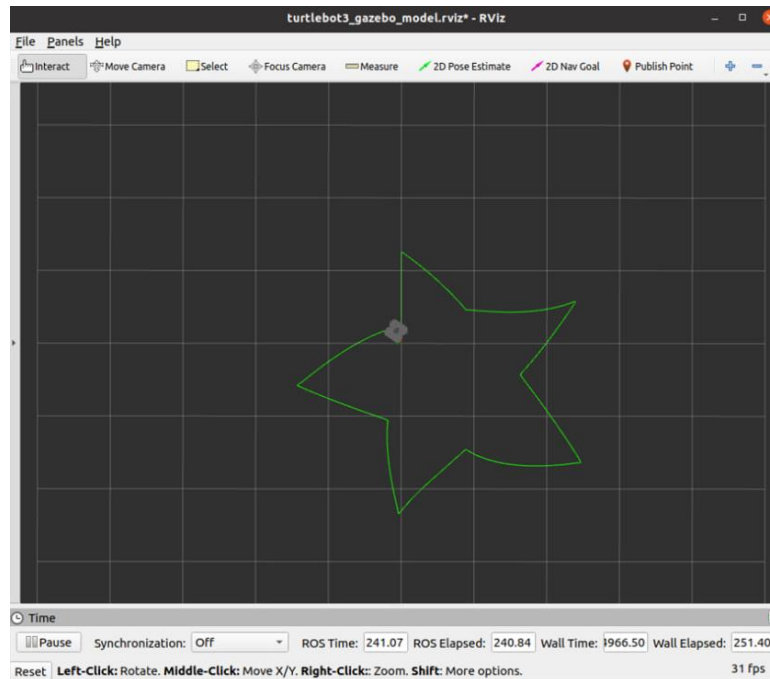 turtlebot3_gazebo_model.rviz* - RViz
File Panels Help
Interact Move Camera Select Focus Camera Measure 2D Pose Estimate 2D Nav Goal Publish Point
Time
Pause Synchronization: Off ROS Time: 241.07 ROS Elapsed: 240.84 Wall Time: 4966.50 Wall Elapsed: 251.40
Reset Left-Click: Rotate. Middle-Click: Move X/Y. Right-Click:: Zoom. Shift: More options. 31 fps